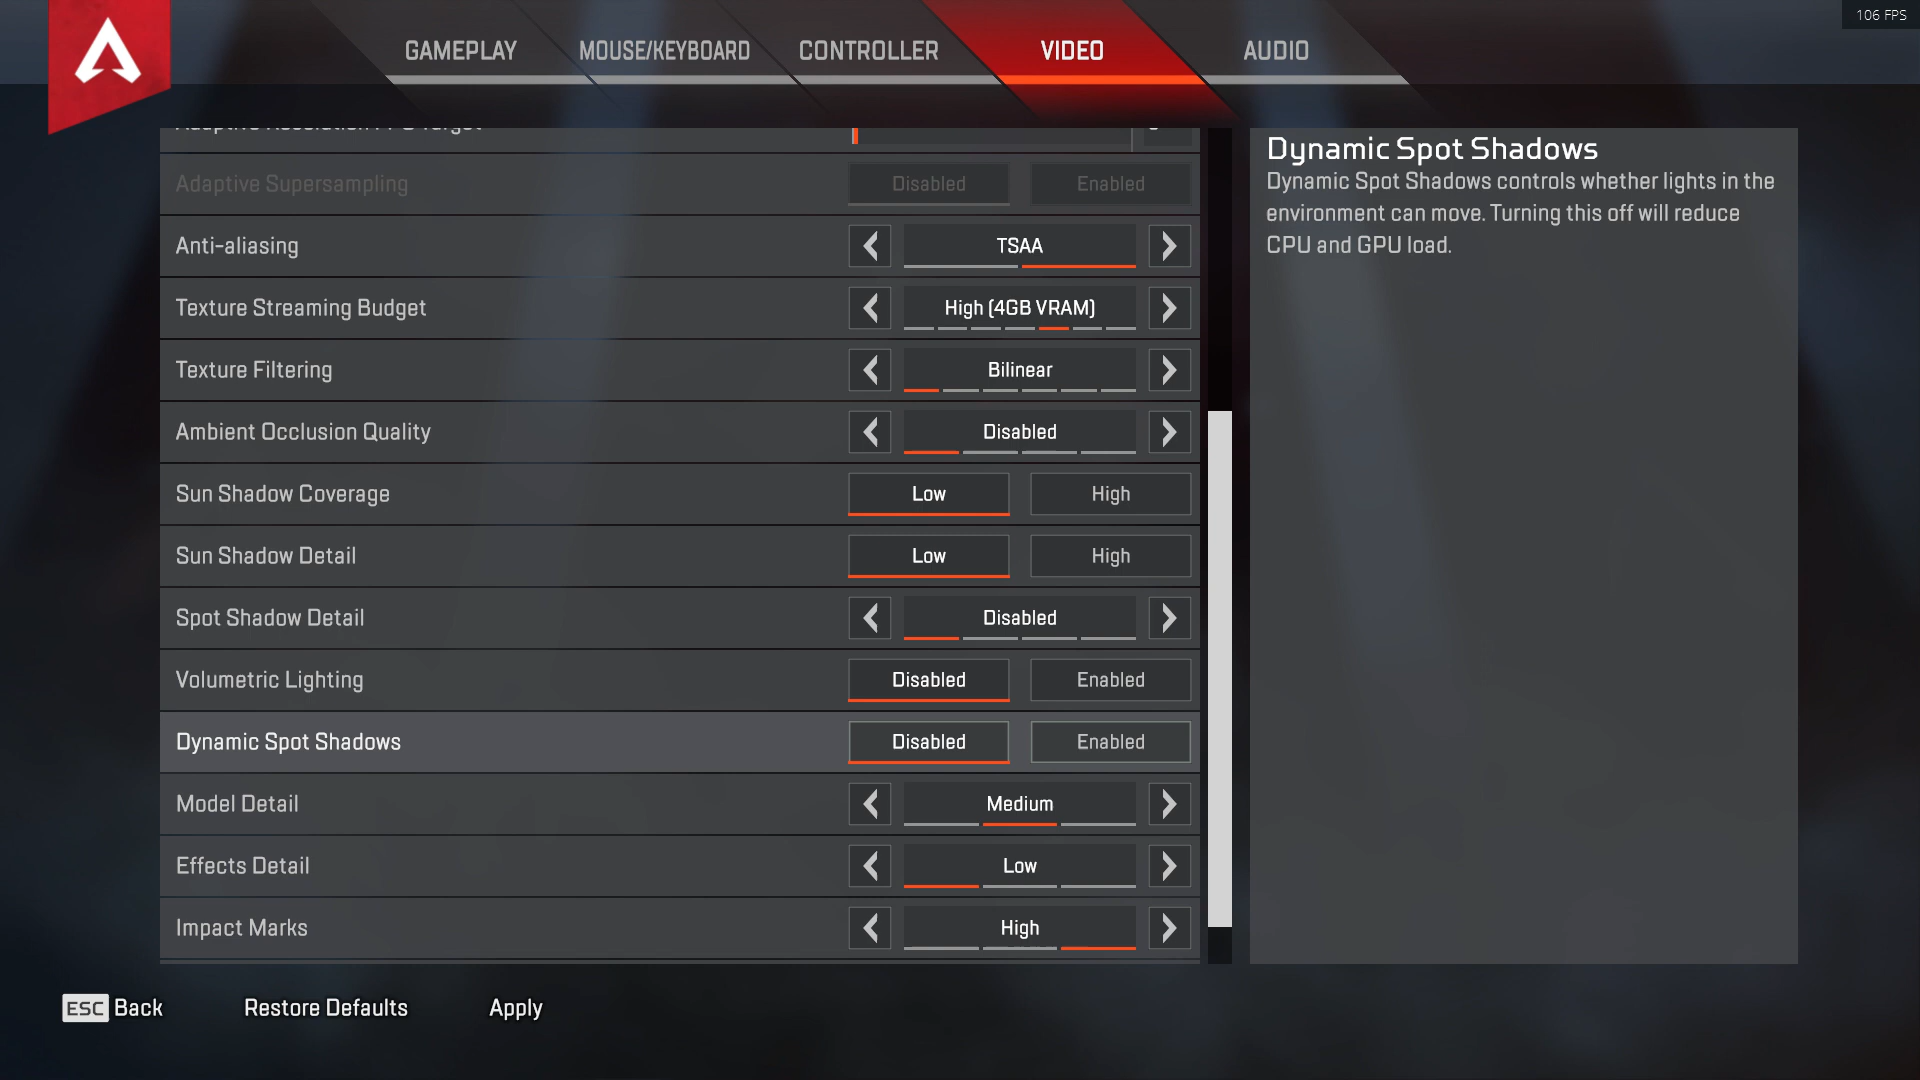 106 FPS
GAMEPLAY
MOUSE/KEYBOARD
CONTROLLER
VIDEO
AUDIO
Adaptive Resolution FPS Target
Adaptive Supersampling
Disabled
Enabled
Anti-aliasing
TSAA
Texture Streaming Budget
High (4GB VRAM)
Texture Filtering
Bilinear
Ambient Occlusion Quality
Disabled
Sun Shadow Coverage
Low
High
Sun Shadow Detail
Low
High
Spot Shadow Detail
Disabled
Volumetric Lighting
Disabled
Enabled
Dynamic Spot Shadows
Disabled
Enabled
Model Detail
Medium
Effects Detail
Low
Impact Marks
High
Dynamic Spot Shadows
Dynamic Spot Shadows controls whether lights in the
environment can move. Turning this off will reduce
CPU and GPU load.
ESC Back
Restore Defaults
Apply